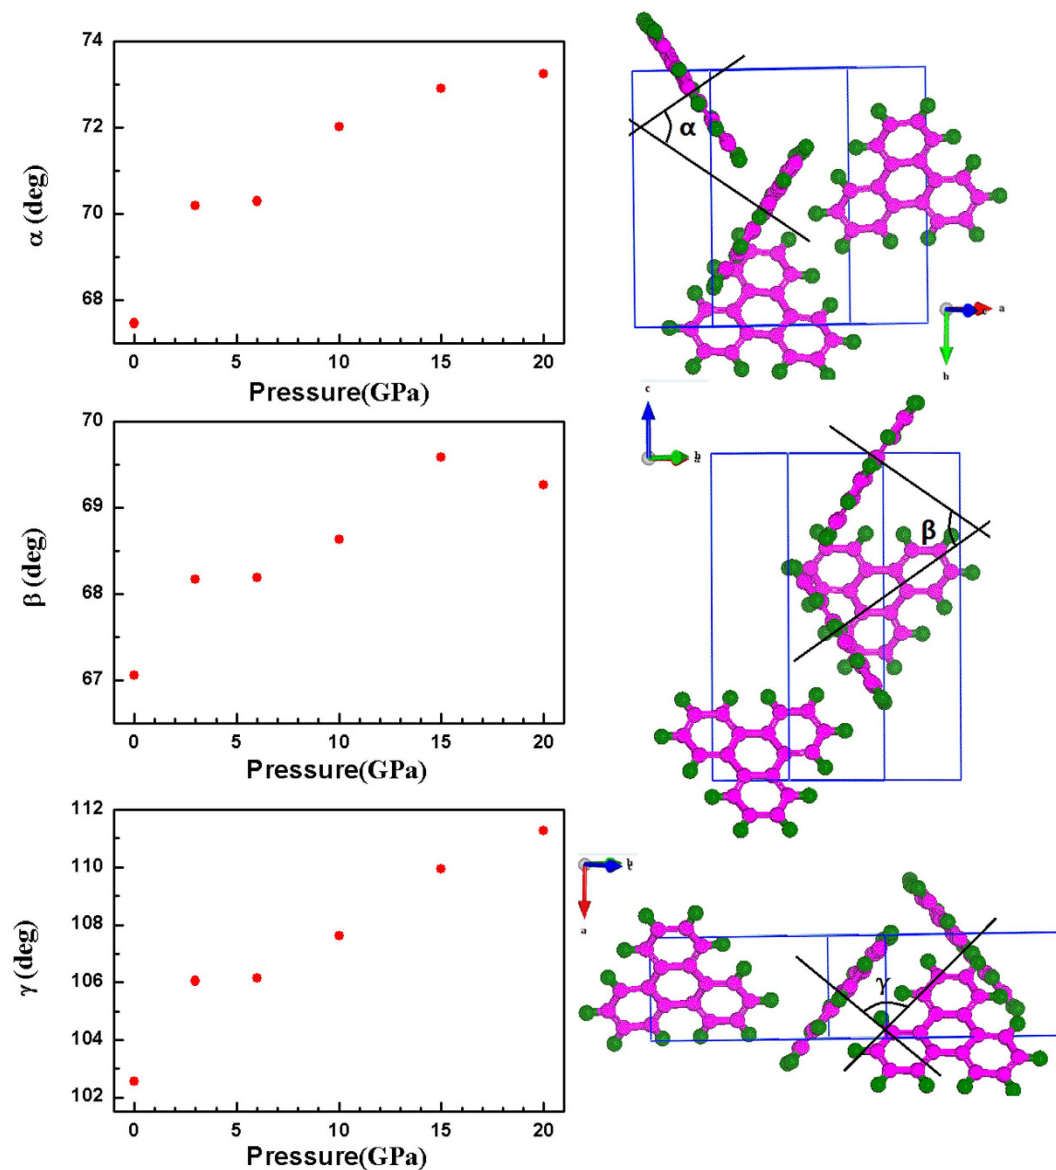 74
72
70
68
α (deg)
0 5 10 15 20
Pressure(GPa)
α
a
c
b
70
69
68
67
β (deg)
0 5 10 15 20
Pressure(GPa)
c
b
β
112
110
108
106
104
102
γ (deg)
0 5 10 15 20
Pressure(GPa)
a
γ